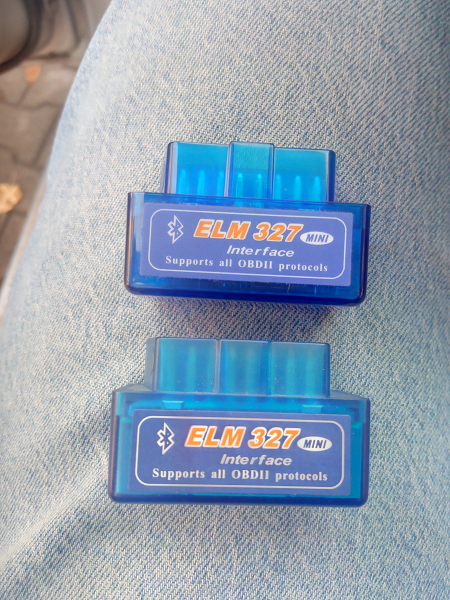 ELM 327 MINI
Interface
Supports all OBDII protocols
ELM 327 MINI
Interface
Supports all OBDII protocols